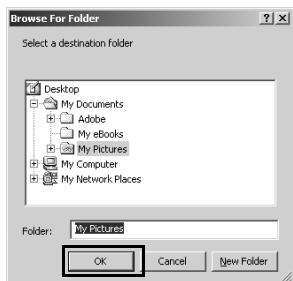 Browse For Folder
Select a destination folder
Desktop
My Documents
Adobe
My eBooks
My Pictures
My Computer
My Network Places
Folder: My Pictures
OK Cancel New Folder